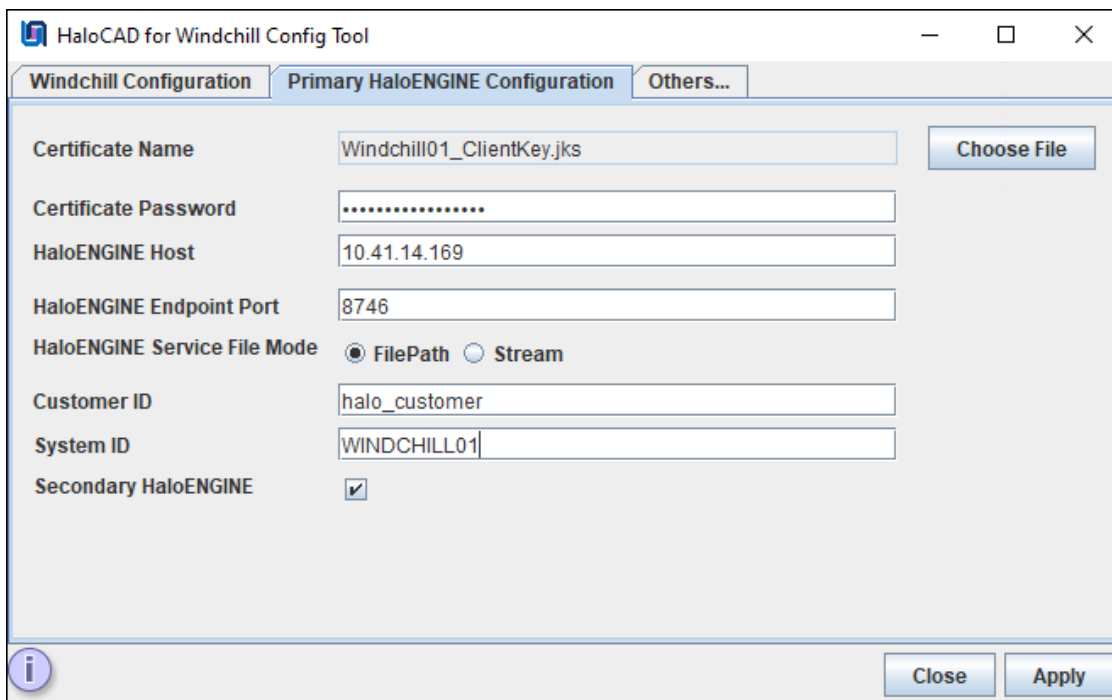 HaloCAD for Windchill Config Tool
Windchill Configuration Primary HaloENGINE Configuration Others...
Certificate Name Windchill01_ClientKey.jks Choose File
Certificate Password •••••••••••••••••
HaloENGINE Host 10.41.14.169
HaloENGINE Endpoint Port 8746
HaloENGINE Service File Mode FilePath Stream
Customer ID halo_customer
System ID WINDCHILL01
Secondary HaloENGINE
i Close Apply